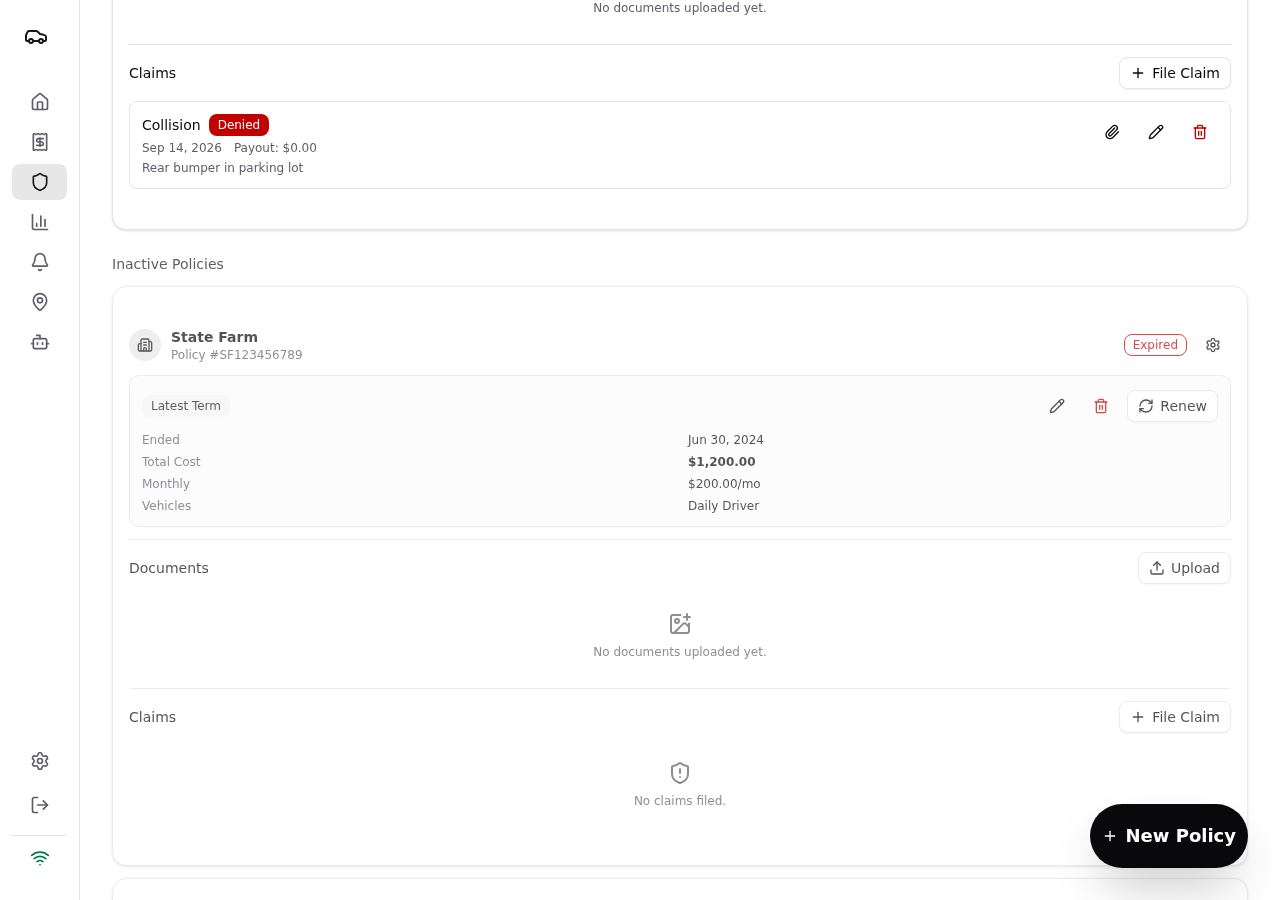 No documents uploaded yet.
Claims
File Claim
Collision
Denied
Sep 14, 2026 Payout: $0.00
Rear bumper in parking lot
Inactive Policies
State Farm
Policy #SF123456789
Expired
Latest Term
Renew
Ended Jun 30, 2024
Total Cost $1,200.00
Monthly $200.00/mo
Vehicles Daily Driver
Documents
Upload
No documents uploaded yet.
Claims
File Claim
No claims filed.
New Policy